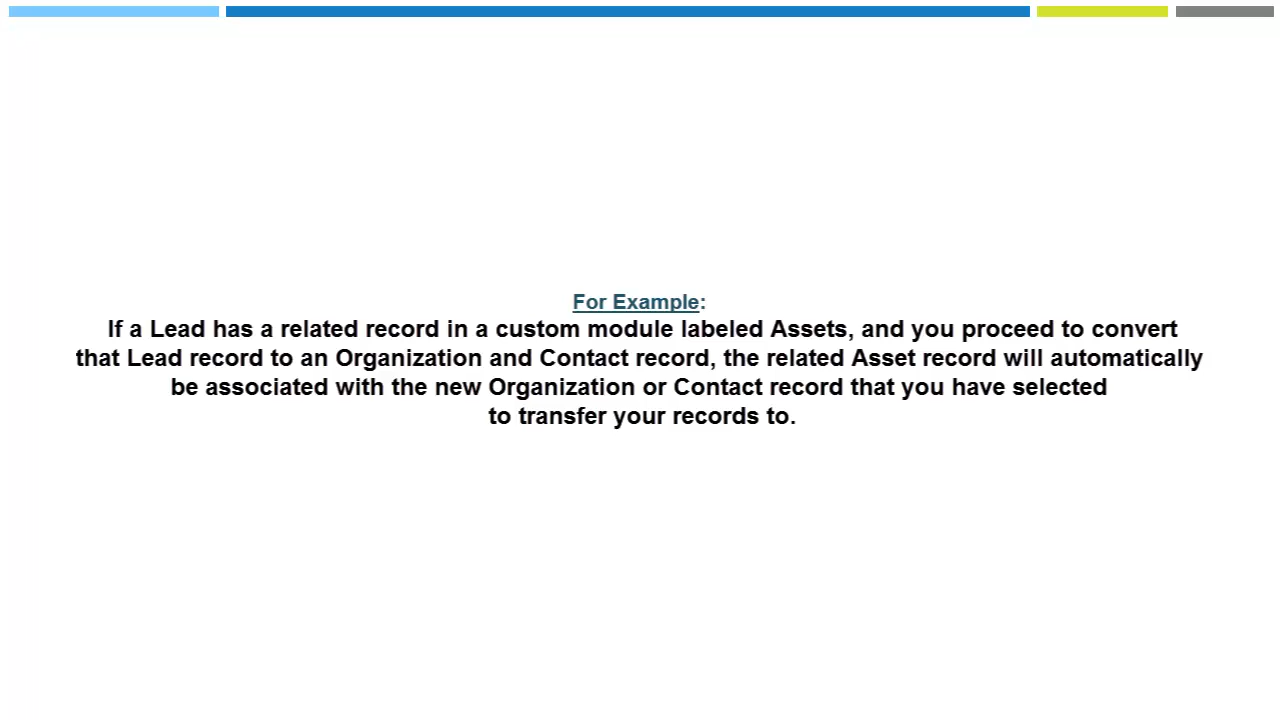 For Example:
If a Lead has a related record in a custom module labeled Assets, and you proceed to convert
that Lead record to an Organization and Contact record, the related Asset record will automatically
be associated with the new Organization or Contact record that you have selected
to transfer your records to.